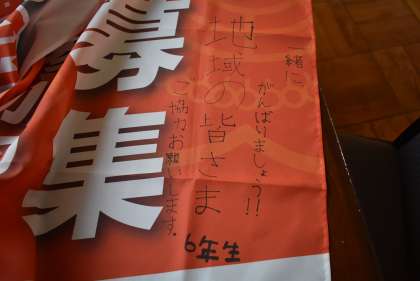 一緒に
がんばりましょう!!
地域の皆さま
ご協力お願いします。
6年生
募集